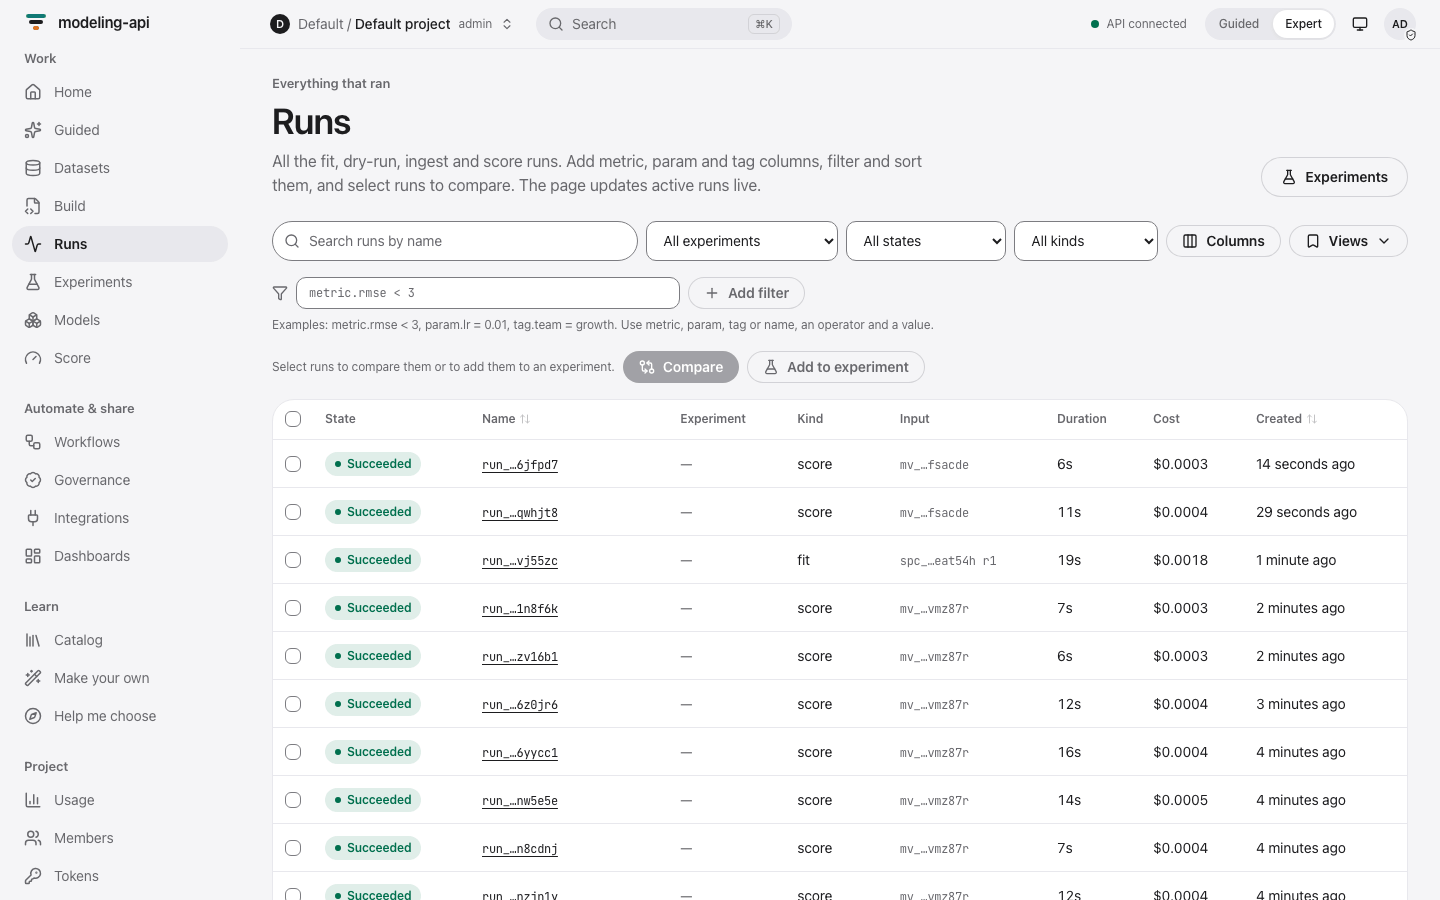 modeling-api
D Default / Default project admin
Search ⌘K
API connected
Guided Expert
AD
Work
Home
Guided
Datasets
Build
Runs
Experiments
Models
Score
Automate & share
Workflows
Governance
Integrations
Dashboards
Learn
Catalog
Make your own
Help me choose
Project
Usage
Members
Tokens
Everything that ran
Runs
All the fit, dry-run, ingest and score runs. Add metric, param and tag columns, filter and sort
them, and select runs to compare. The page updates active runs live.
Experiments
Search runs by name All experiments All states All kinds Columns Views
metric.rmse < 3 Add filter
Examples: metric.rmse < 3, param.lr = 0.01, tag.team = growth. Use metric, param, tag or name, an operator and a value.
Select runs to compare them or to add them to an experiment. Compare Add to experiment
State Name Experiment Kind Input Duration Cost Created
Succeeded run_…6jfpd7 — score mv_…fsacde 6s $0.0003 14 seconds ago
Succeeded run_…qwhjt8 — score mv_…fsacde 11s $0.0004 29 seconds ago
Succeeded run_…vj55zc — fit spc_…eat54h r1 19s $0.0018 1 minute ago
Succeeded run_…1n8f6k — score mv_…vmz87r 7s $0.0003 2 minutes ago
Succeeded run_…zv16b1 — score mv_…vmz87r 6s $0.0003 2 minutes ago
Succeeded run_…6z0jr6 — score mv_…vmz87r 12s $0.0004 3 minutes ago
Succeeded run_…6yycc1 — score mv_…vmz87r 16s $0.0004 4 minutes ago
Succeeded run_…nw5e5e — score mv_…vmz87r 14s $0.0005 4 minutes ago
Succeeded run_…n8cdnj — score mv_…vmz87r 7s $0.0004 4 minutes ago
Succeeded run_…nzjn1v — score mv_…vmz87r 12s $0.0004 4 minutes ago